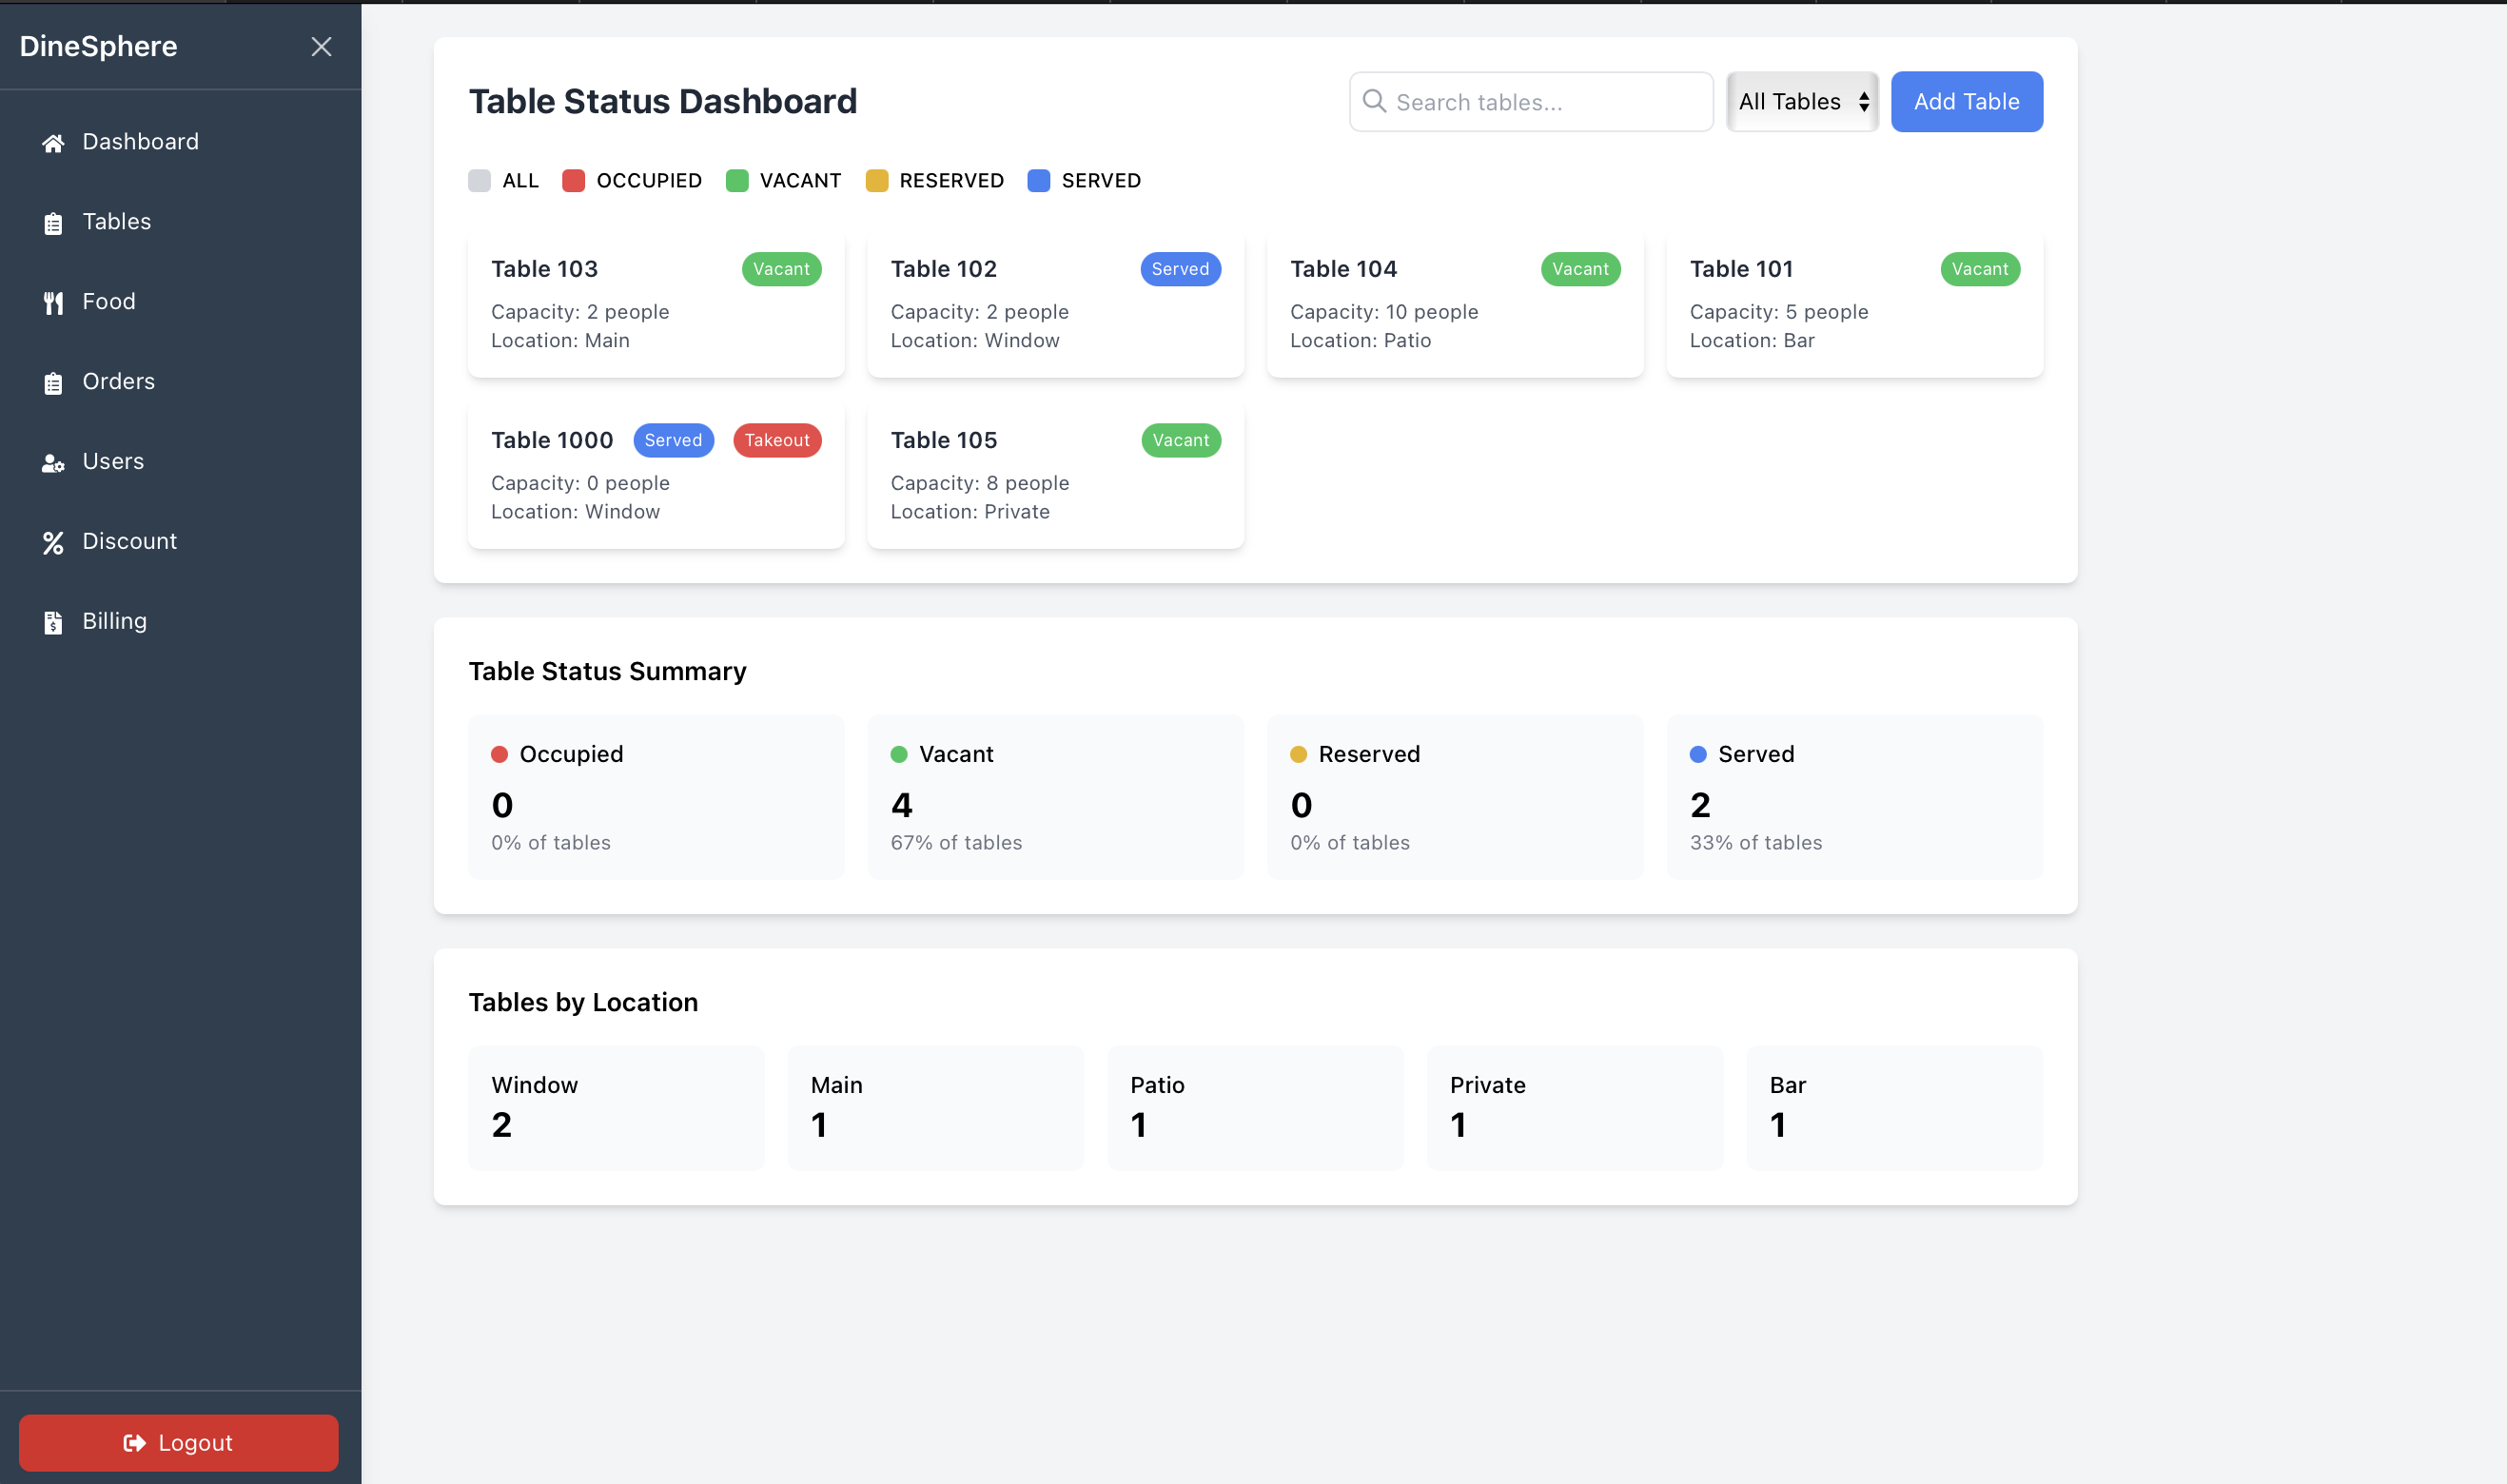 DineSphere
Dashboard
Tables
Food
Orders
Users
Discount
Billing
Logout
Table Status Dashboard
Search tables...
All Tables
Add Table
ALL OCCUPIED VACANT RESERVED SERVED
Table 103 Vacant
Capacity: 2 people
Location: Main
Table 102 Served
Capacity: 2 people
Location: Window
Table 104 Vacant
Capacity: 10 people
Location: Patio
Table 101 Vacant
Capacity: 5 people
Location: Bar
Table 1000 Served Takeout
Capacity: 0 people
Location: Window
Table 105 Vacant
Capacity: 8 people
Location: Private
Table Status Summary
Occupied
0
0% of tables
Vacant
4
67% of tables
Reserved
0
0% of tables
Served
2
33% of tables
Tables by Location
Window
2
Main
1
Patio
1
Private
1
Bar
1